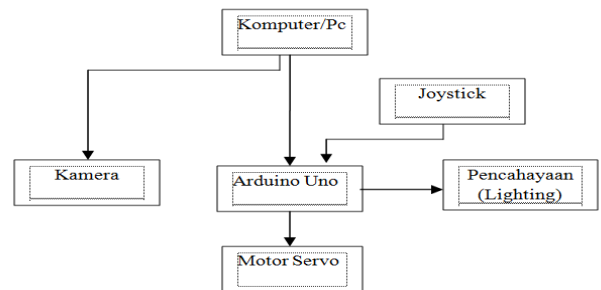 Komputer/Pc
Joystick
Kamera
Arduino Uno
Pencahayaan
(Lighting)
Motor Servo